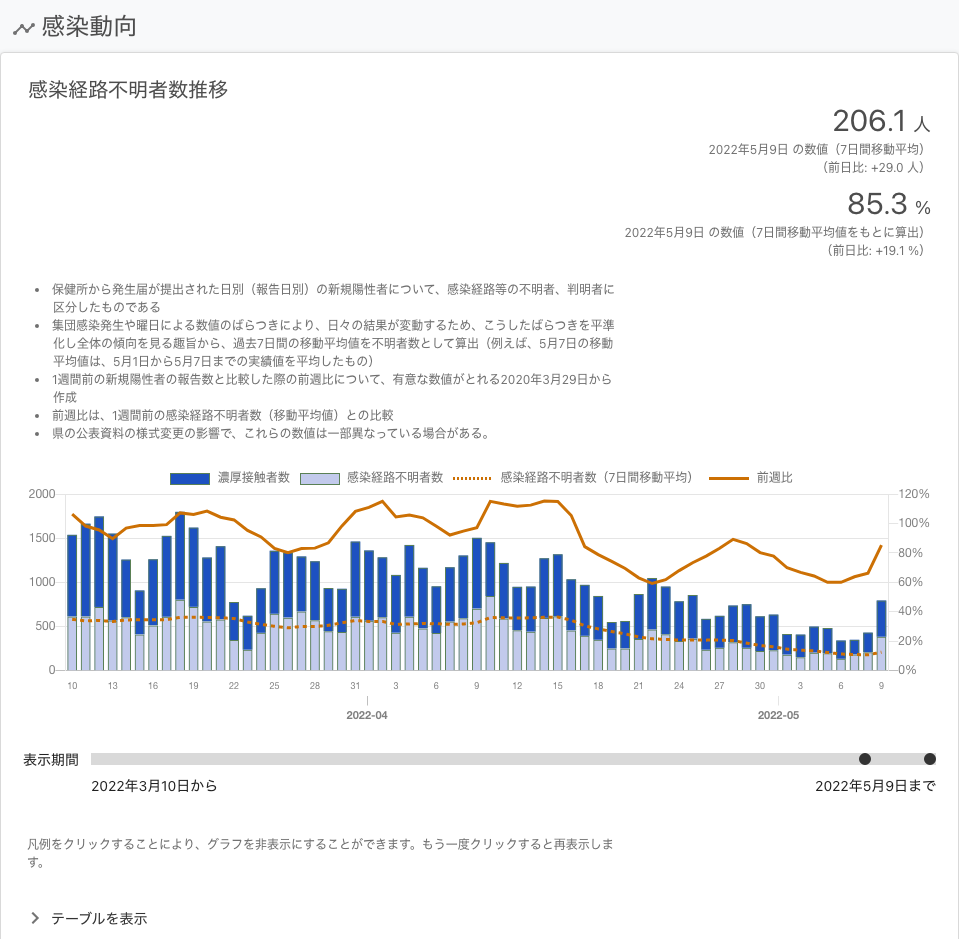 感染動向
感染経路不明者数推移
206.1 人
2022年5月9日 の数値（7日間移動平均）
（前日比: +29.0 人）
85.3 %
2022年5月9日 の数値（7日間移動平均値をもとに算出）
（前日比: +19.1 %）
• 保健所から発生届が提出された日別（報告日別）の新規陽性者について、感染経路等の不明者、判明者に
区分したものである
• 集団感染発生や曜日による数値のばらつきにより、日々の結果が変動するため、こうしたばらつきを平準
化し全体の傾向を見る趣旨から、過去7日間の移動平均値を不明者数として算出（例えば、5月7日の移動
平均値は、5月1日から5月7日までの実績値を平均したもの）
• 1週間前の新規陽性者の報告数と比較した際の前週比について、有意な数値がとれる2020年3月29日から
作成
• 前週比は、1週間前の感染経路不明者数（移動平均値）との比較
• 県の公表資料の様式変更の影響で、これらの数値は一部異なっている場合がある。
濃厚接触者数 感染経路不明者数 感染経路不明者数（7日間移動平均） 前週比
2000 120%
100%
1500
80%
1000 60%
40%
500
20%
0 0%
10 13 16 19 22 25 28 31 3 6 9 12 15 18 21 24 27 30 3 6 9
2022-04 2022-05
表示期間
2022年3月10日から 2022年5月9日まで
凡例をクリックすることにより、グラフを非表示にすることができます。もう一度クリックすると再表示しま
す。
テーブルを表示